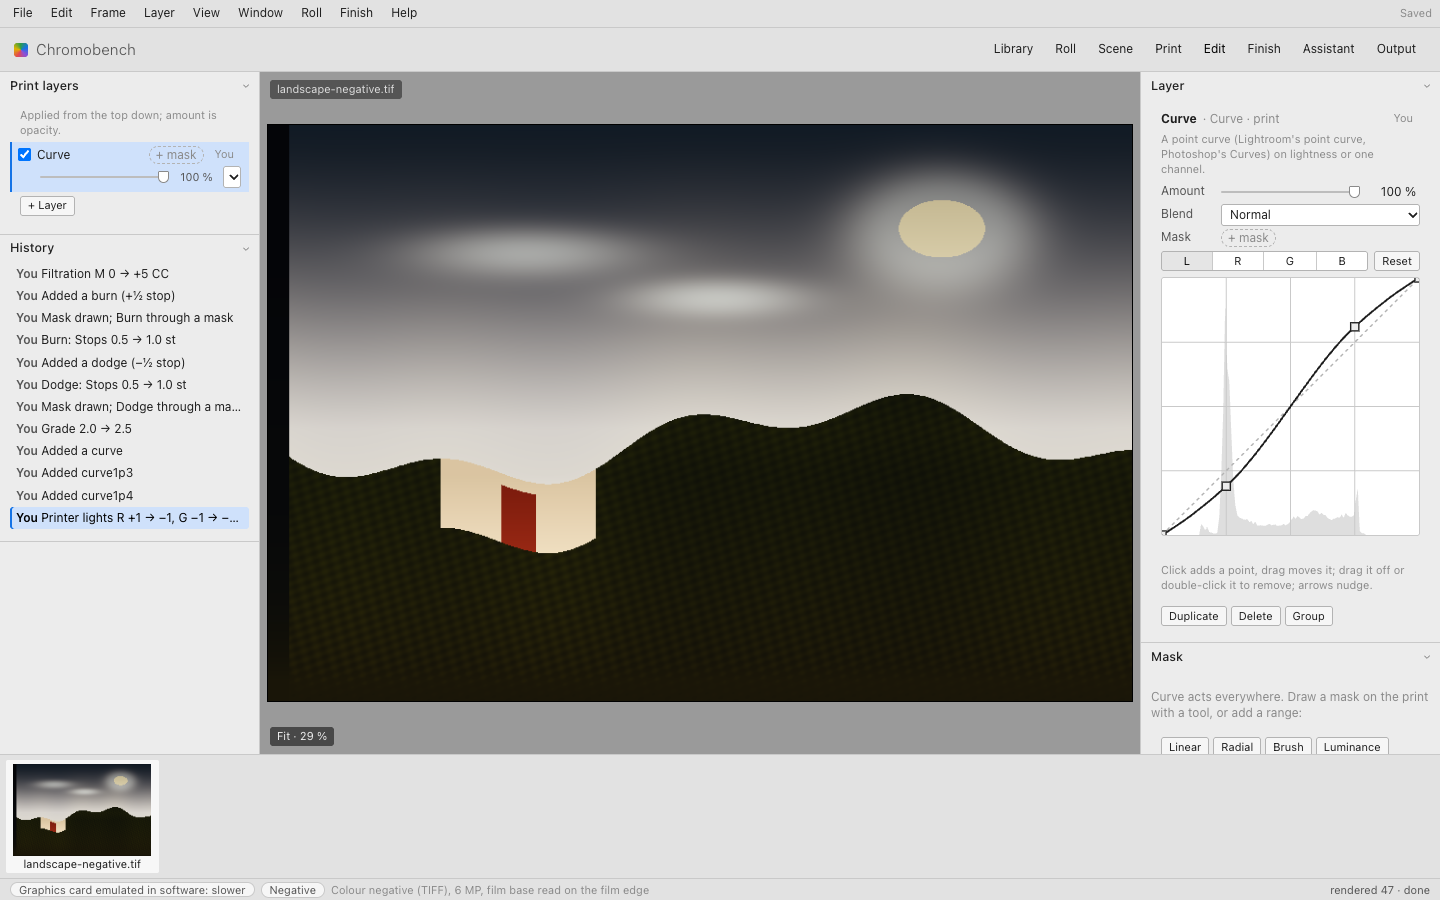 File Edit Frame Layer View Window Roll Finish Help
Saved
Chromobench
Library Roll Scene Print Edit Finish Assistant Output
Print layers
Applied from the top down; amount is
opacity.
Curve + mask You
100 %
+ Layer
History
You Filtration M 0 → +5 CC
You Added a burn (+½ stop)
You Mask drawn; Burn through a mask
You Burn: Stops 0.5 → 1.0 st
You Added a dodge (−½ stop)
You Dodge: Stops 0.5 → 1.0 st
You Mask drawn; Dodge through a ma...
You Grade 2.0 → 2.5
You Added a curve
You Added curve1p3
You Added curve1p4
You Printer lights R +1 → −1, G −1 → −...
landscape-negative.tif
Fit · 29 %
Layer
Curve · Curve · print You
A point curve (Lightroom's point curve,
Photoshop's Curves) on lightness or one
channel.
Amount 100 %
Blend Normal
Mask + mask
L R G B Reset
Click adds a point, drag moves it; drag it off or
double-click it to remove; arrows nudge.
Duplicate Delete Group
Mask
Curve acts everywhere. Draw a mask on the print
with a tool, or add a range:
Linear Radial Brush Luminance
landscape-negative.tif
Graphics card emulated in software: slower Negative Colour negative (TIFF), 6 MP, film base read on the film edge
rendered 47 · done